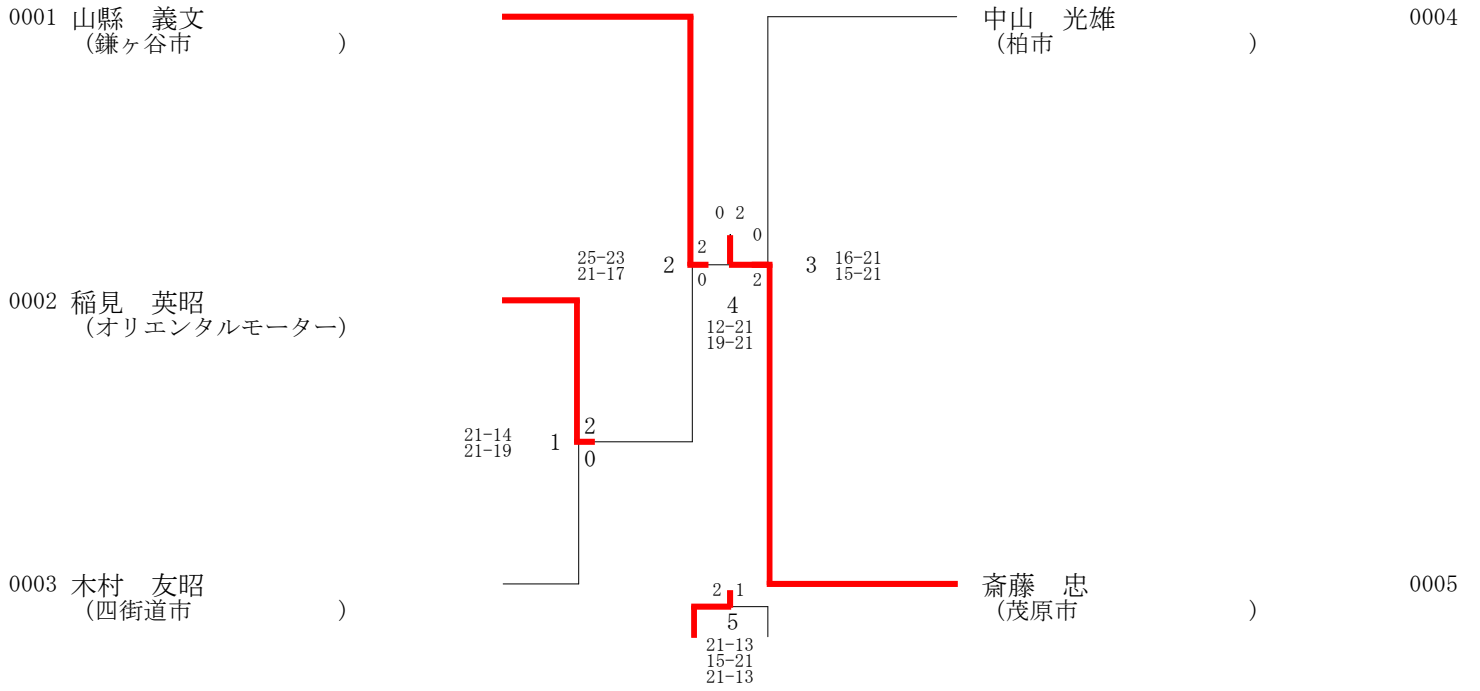 0001 山縣　義文
(鎌ヶ谷市　　　　　　　)
中山　光雄 0004
(柏市　　　　　　　　　)
0 2
0
2
25-23
21-17
2
0
2
3
16-21
15-21
0002 稲見　英昭
(オリエンタルモーター)
4
12-21
19-21
21-14
21-19
1
2
0
0003 木村　友昭
(四街道市　　　　　　　)
斎藤　忠 0005
(茂原市　　　　　　　　)
2 1
5
21-13
15-21
21-13